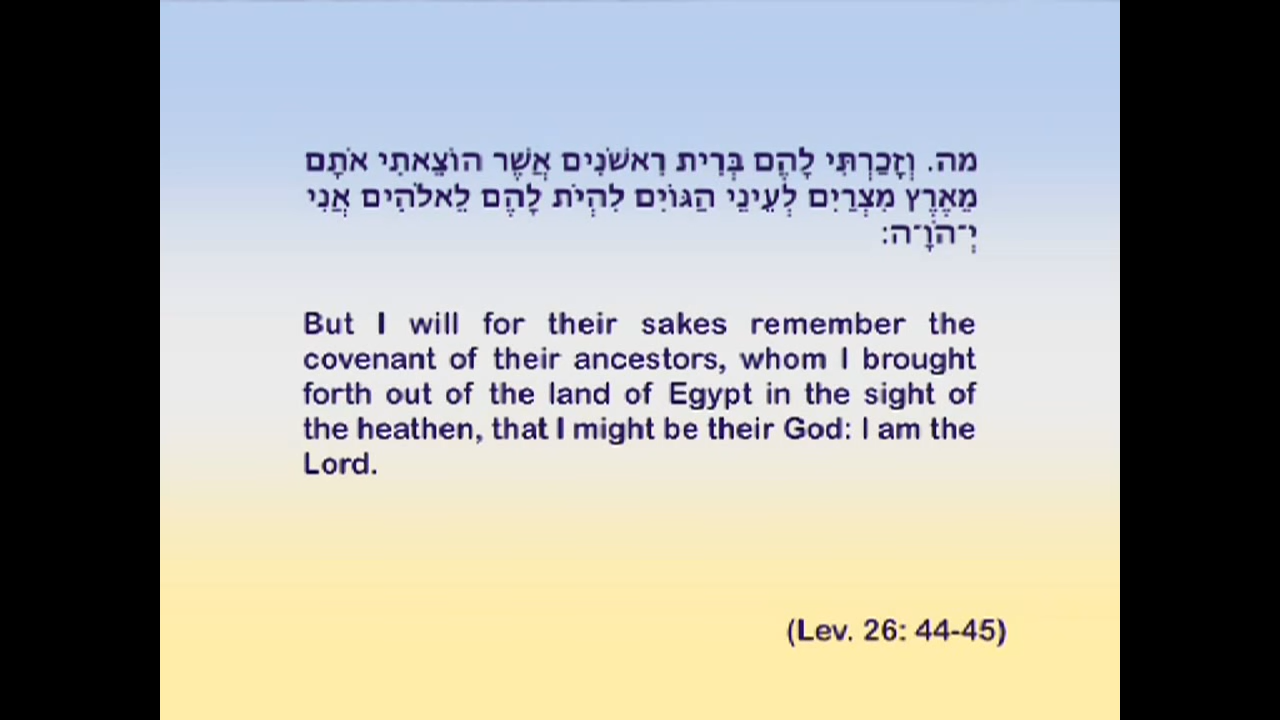 מה. וְזָכַרְתִּי לָהֶם בְּרִית רִאשֹׁנִים אֲשֶׁר הוֹצֵאתִי אֹתָם
מֵאֶרֶץ מִצְרַיִם לְעֵינֵי הַגּוֹיִם לִהְיֹת לָהֶם לֵאלֹהִים אֲנִי
יְ־הֹוָ־ה:
But I will for their sakes remember the
covenant of their ancestors, whom I brought
forth out of the land of Egypt in the sight of
the heathen, that I might be their God: I am the
Lord.
(Lev. 26: 44-45)